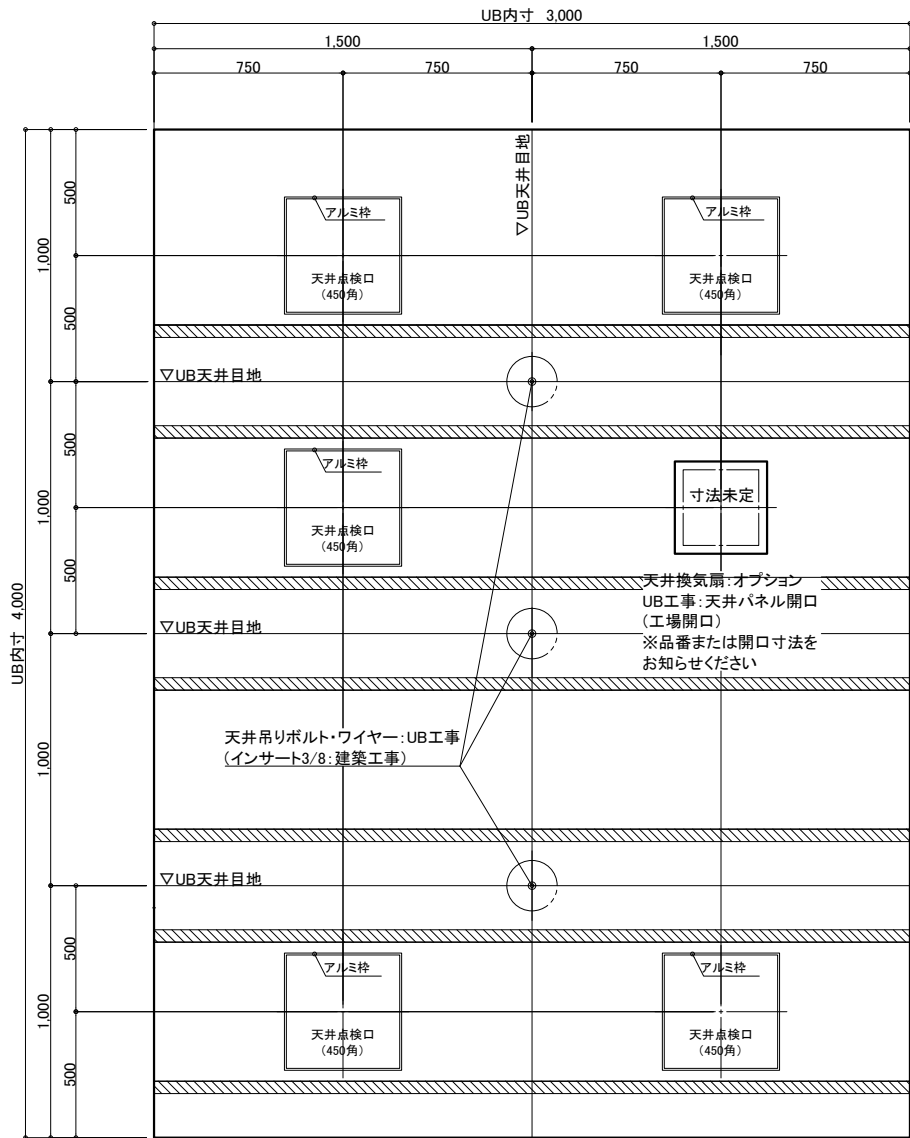 UB内寸 3,000
1,500
1,500
750
750
750
750
UB内寸 4,000
1,000
1,000
1,000
1,000
500
500
500
500
500
500
▽UB天井目地
アルミ枠
天井点検口
(450角)
アルミ枠
天井点検口
(450角)
▽UB天井目地
アルミ枠
天井点検口
(450角)
寸法未定
天井換気扇:オプション
UB工事:天井パネル開口
(工場開口)
※品番または開口寸法を
お知らせください
▽UB天井目地
天井吊りボルト・ワイヤー:UB工事
(インサート3/8:建築工事)
▽UB天井目地
アルミ枠
天井点検口
(450角)
アルミ枠
天井点検口
(450角)